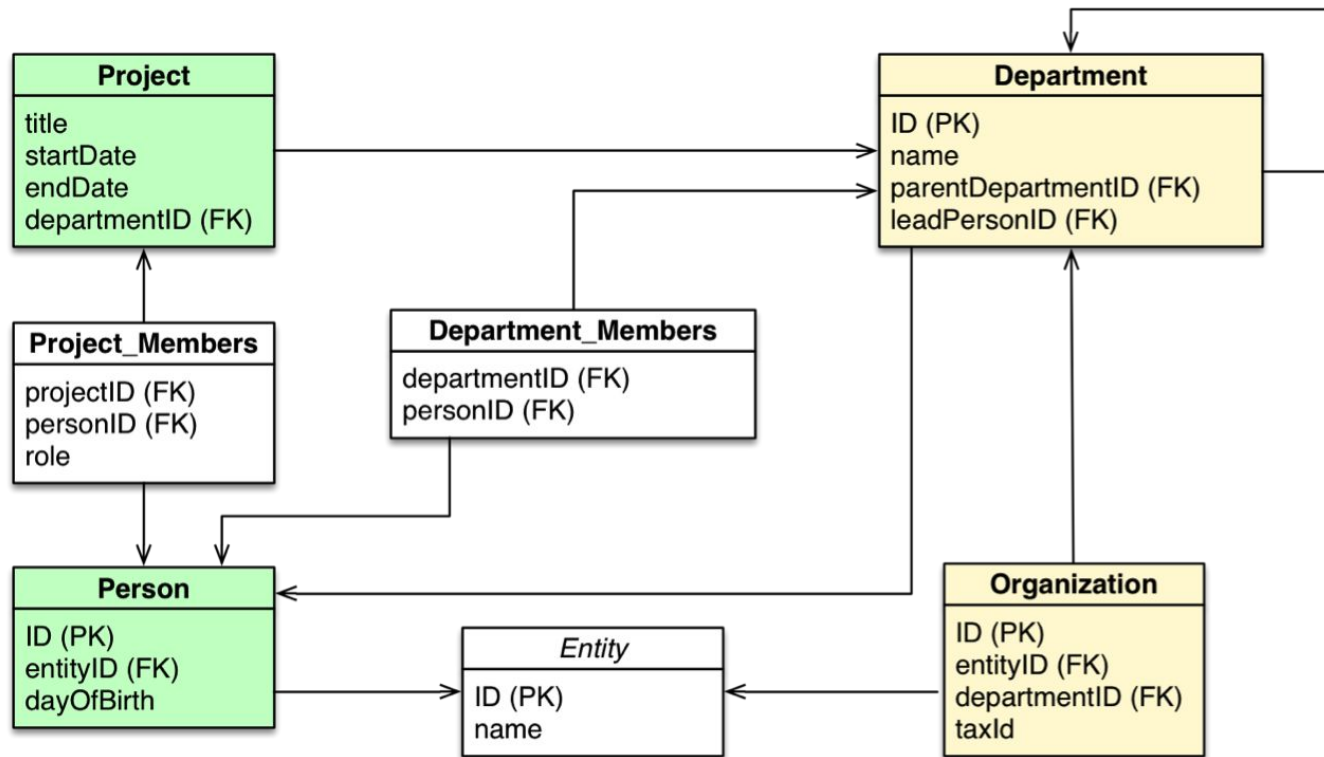 Project
title
startDate
endDate
departmentID (FK)
Department
ID (PK)
name
parentDepartmentID (FK)
leadPersonID (FK)
Project_Members
projectID (FK)
personID (FK)
role
Department_Members
departmentID (FK)
personID (FK)
Person
ID (PK)
entityID (FK)
dayOfBirth
Entity
ID (PK)
name
Organization
ID (PK)
entityID (FK)
departmentID (FK)
taxId